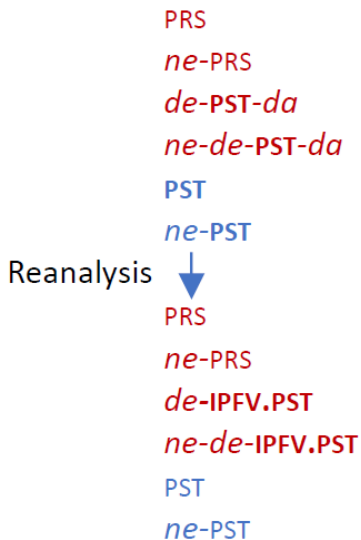 PRS
ne-PRS
de-PST-da
ne-de-PST-da
PST
ne-PST
Reanalysis
PRS
ne-PRS
de-IPFV.PST
ne-de-IPFV.PST
PST
ne-PST